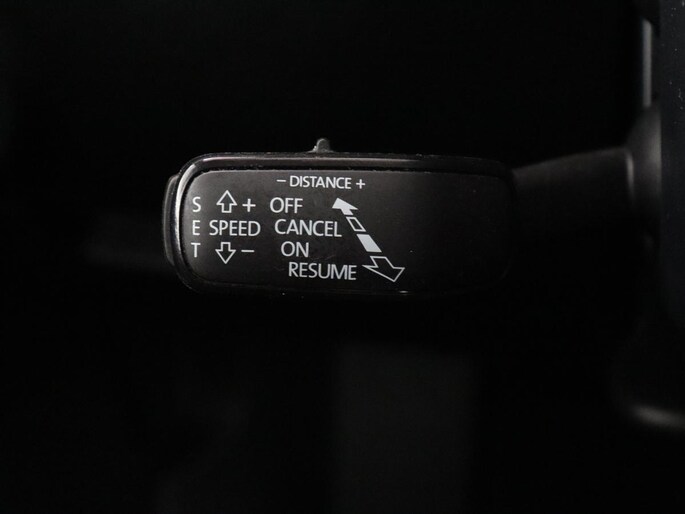 - DISTANCE +
S + OFF
E SPEED CANCEL
T - ON
RESUME